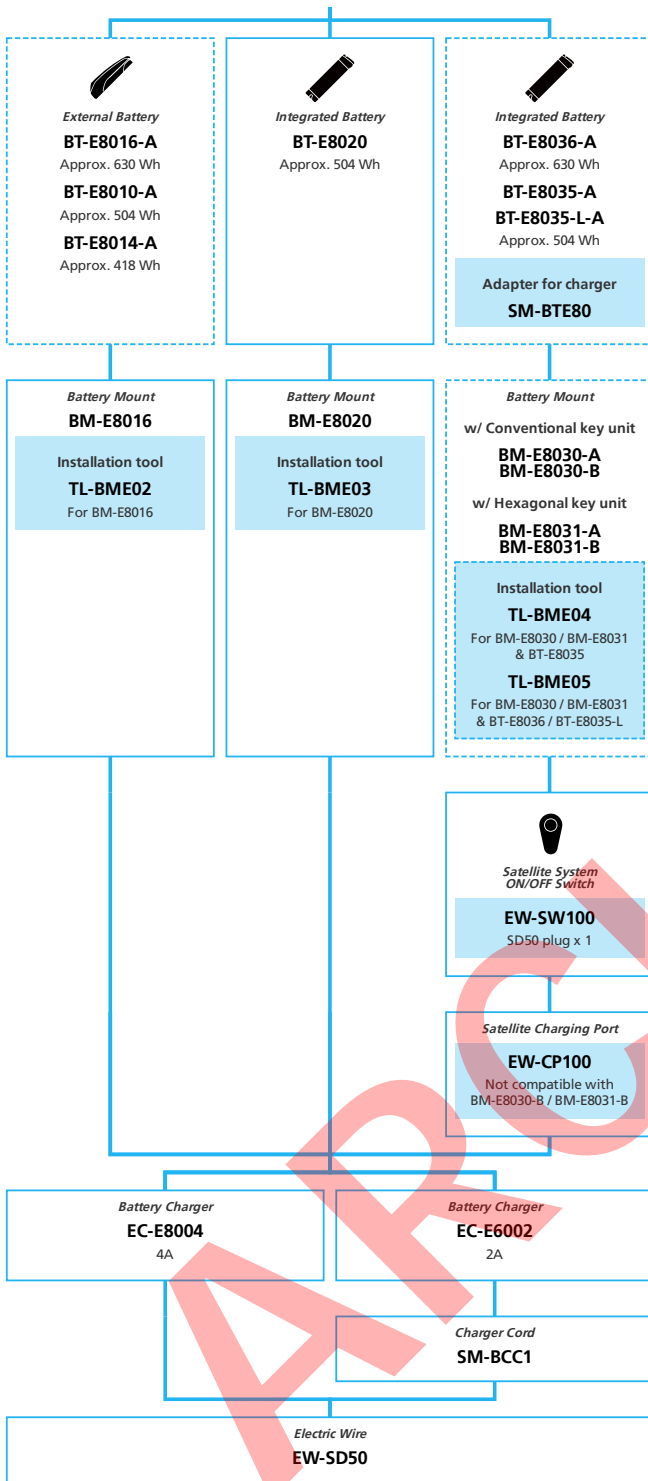 External Battery
BT-E8016-A
Approx. 630 Wh
BT-E8010-A
Approx. 504 Wh
BT-E8014-A
Approx. 418 Wh
Integrated Battery
BT-E8020
Approx. 504 Wh
Integrated Battery
BT-E8036-A
Approx. 630 Wh
BT-E8035-A
BT-E8035-L-A
Approx. 504 Wh
Adapter for charger
SM-BTE80
Battery Mount
BM-E8016
Installation tool
TL-BME02
For BM-E8016
Battery Mount
BM-E8020
Installation tool
TL-BME03
For BM-E8020
Battery Mount
w/ Conventional key unit
BM-E8030-A
BM-E8030-B
w/ Hexagonal key unit
BM-E8031-A
BM-E8031-B
Installation tool
TL-BME04
For BM-E8030 / BM-E8031
& BT-E8035
TL-BME05
For BM-E8030 / BM-E8031
& BT-E8036 / BT-E8035-L
Satellite System
ON/OFF Switch
EW-SW100
SD50 plug x 1
Satellite Charging Port
EW-CP100
Not compatible with
BM-E8030-B / BM-E8031-B
Battery Charger
EC-E8004
4A
Battery Charger
EC-E6002
2A
Charger Cord
SM-BCC1
Electric Wire
EW-SD50
ARC